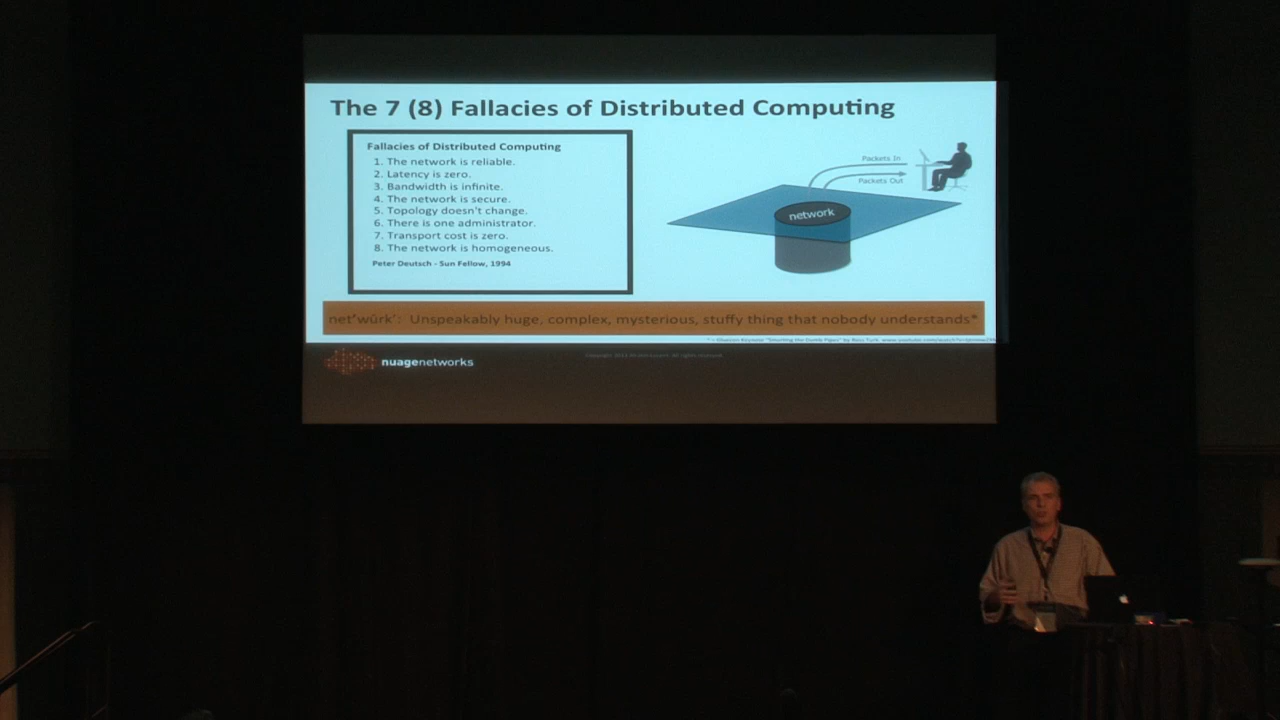 The 7 (8) Fallacies of Distributed Computing
Fallacies of Distributed Computing
1. The network is reliable.
2. Latency is zero.
3. Bandwidth is infinite.
4. The network is secure.
5. Topology doesn't change.
6. There is one administrator.
7. Transport cost is zero.
8. The network is homogeneous.
Peter Deutsch - Sun Fellow, 1994
Packets In
Packets Out
network
net'wûrk': Unspeakably huge, complex, mysterious, stuffy thing that nobody understands*
nuagenetworks